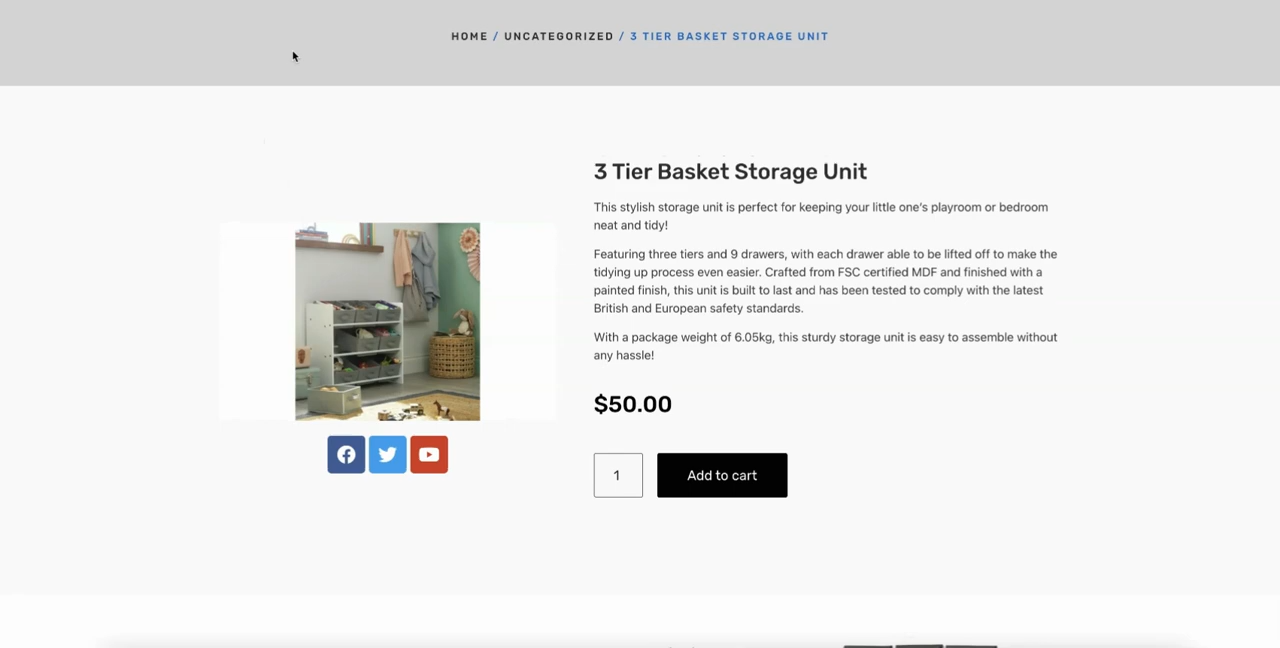 HOME / UNCATEGORIZED / 3 TIER BASKET STORAGE UNIT
3 Tier Basket Storage Unit
This stylish storage unit is perfect for keeping your little one's playroom or bedroom
neat and tidy!
Featuring three tiers and 9 drawers, with each drawer able to be lifted off to make the
tidying up process even easier. Crafted from FSC certified MDF and finished with a
painted finish, this unit is built to last and has been tested to comply with the latest
British and European safety standards.
With a package weight of 6.05kg, this sturdy storage unit is easy to assemble without
any hassle!
$50.00
1
Add to cart